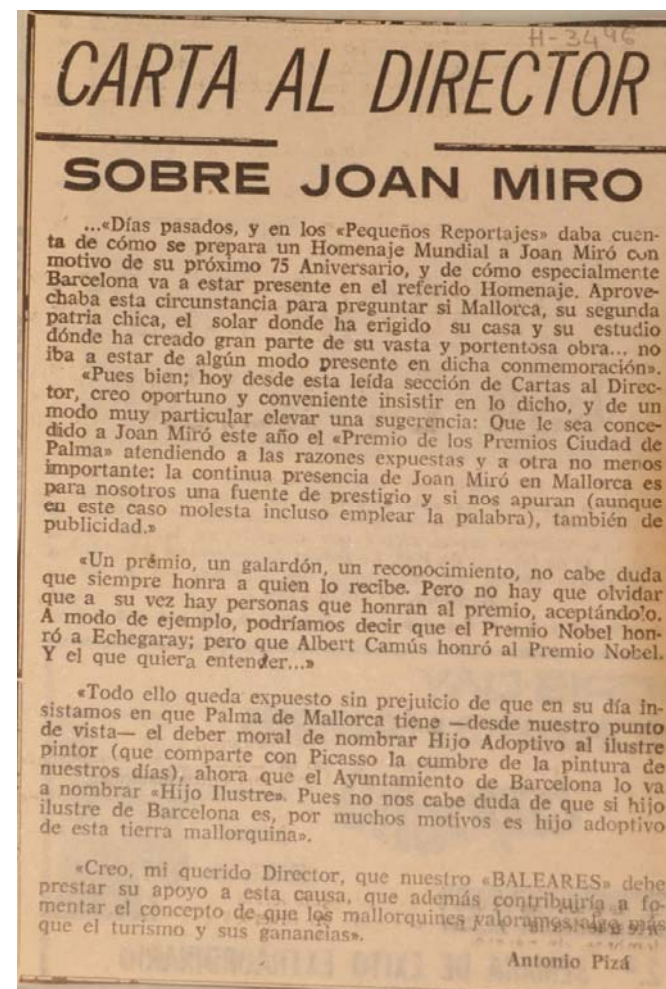 H-3496
CARTA AL DIRECTOR
SOBRE JOAN MIRO
...«Días pasados, y en los «Pequeños Reportajes» daba cuen-
ta de cómo se prepara un Homenaje Mundial a Joan Miró con
motivo de su próximo 75 Aniversario, y de cómo especialmente
Barcelona va a estar presente en el referido Homenaje. Aprove-
chaba esta circunstancia para preguntar si Mallorca, su segunda
patria chica, el solar donde ha erigido su casa y su estudio
dónde ha creado gran parte de su vasta y portentosa obra... no
iba a estar de algún modo presente en dicha conmemoración».
«Pues bien; hoy desde esta leída sección de Cartas al Direc-
tor, creo oportuno y conveniente insistir en lo dicho, y de un
modo muy particular elevar una sugerencia: Que le sea conce-
dido a Joan Miró este año el «Premio de los Premios Ciudad de
Palma» atendiendo a las razones expuestas y a otra no menos
importante: la continua presencia de Joan Miró en Mallorca es
para nosotros una fuente de prestigio y si nos apuran (aunque
en este caso molesta incluso emplear la palabra), también de
publicidad.»
«Un prémio, un galardón, un reconocimiento, no cabe duda
que siempre honra a quien lo recibe. Pero no hay que olvidar
que a su vez hay personas que honran al premio, aceptándolo.
A modo de ejemplo, podríamos decir que el Premio Nobel hon-
ró a Echegaray; pero que Albert Camús honró al Premio Nobel.
Y el que quiera entender...»
«Todo ello queda expuesto sin prejuicio de que en su día in-
sistamos en que Palma de Mallorca tiene —desde nuestro punto
de vista— el deber moral de nombrar Hijo Adoptivo al ilustre
pintor (que comparte con Picasso la cumbre de la pintura de
nuestros días), ahora que el Ayuntamiento de Barcelona lo va
a nombrar «Hijo Ilustre». Pues no nos cabe duda de que si hijo
ilustre de Barcelona es, por muchos motivos es hijo adoptivo
de esta tierra mallorquina».
«Creo, mi querido Director, que nuestro «BALEARES» debe
prestar su apoyo a esta causa, que además contribuiría a fo-
mentar el concepto de que los mallorquines valoramos algo más
que el turismo y sus ganancias».
Antonio Pizá